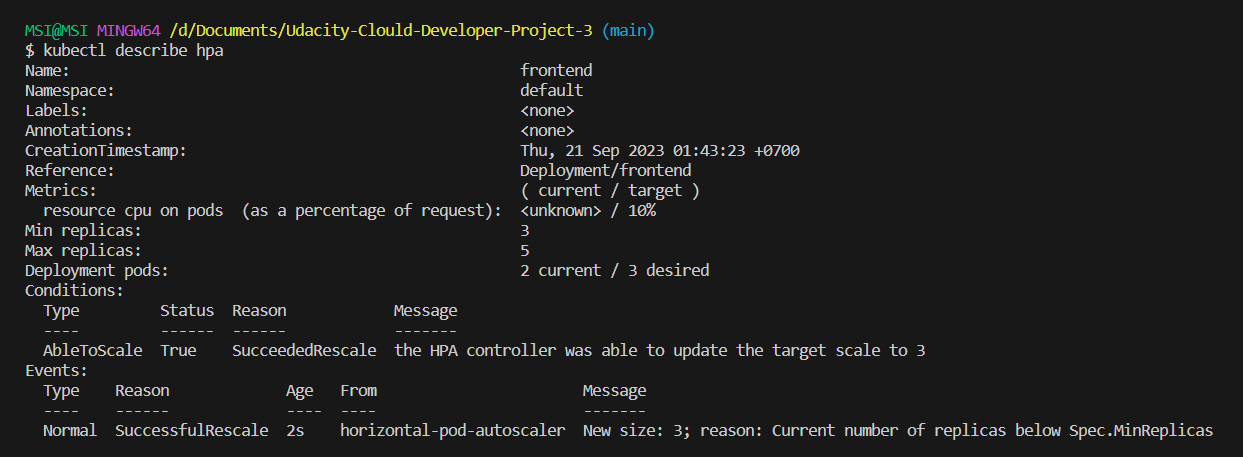 MSI@MSI MINGW64 /d/Documents/Udacity-Clould-Developer-Project-3 (main)
$ kubectl describe hpa
Name:                                                  frontend
Namespace:                                             default
Labels:                                                <none>
Annotations:                                           <none>
CreationTimestamp:                                     Thu, 21 Sep 2023 01:43:23 +0700
Reference:                                             Deployment/frontend
Metrics:                                               ( current / target )
  resource cpu on pods  (as a percentage of request):  <unknown> / 10%
Min replicas:                                          3
Max replicas:                                          5
Deployment pods:                                       2 current / 3 desired
Conditions:
  Type         Status  Reason            Message
  ----         ------  ------            -------
  AbleToScale  True    SucceededRescale  the HPA controller was able to update the target scale to 3
Events:
  Type    Reason             Age   From                       Message
  ----    ------             ----  ----                       -------
  Normal  SuccessfulRescale  2s    horizontal-pod-autoscaler  New size: 3; reason: Current number of replicas below Spec.MinReplicas